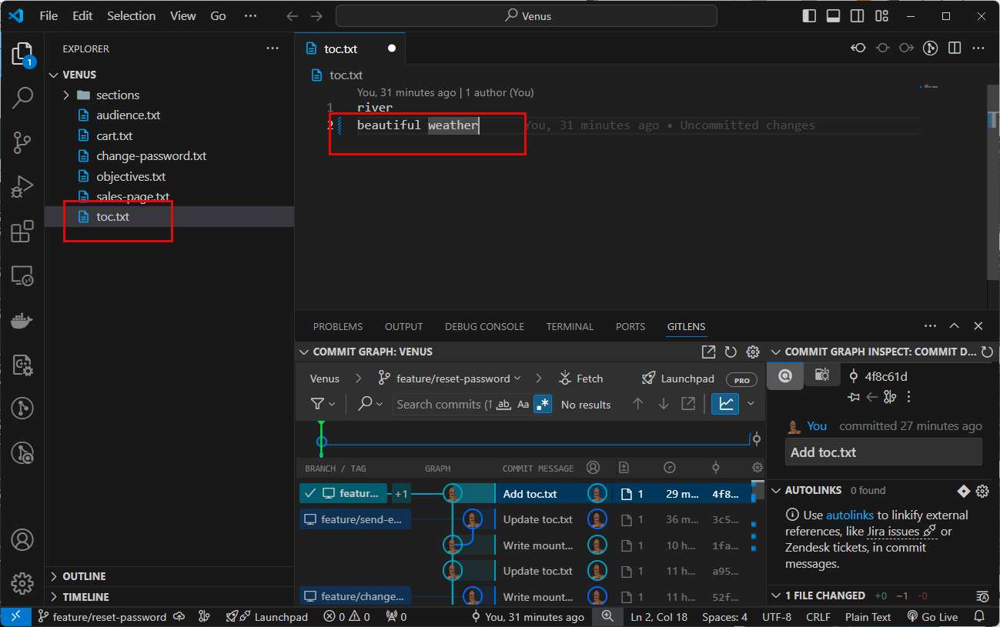 File Edit Selection View Go ··· Venus
EXPLORER ···
1
VENUS
sections
audience.txt
cart.txt
change-password.txt
objectives.txt
sales-page.txt
toc.txt
OUTLINE
TIMELINE
toc.txt
toc.txt
You, 31 minutes ago | 1 author (You)
1 river
2 beautiful weather You, 31 minutes ago • Uncommitted changes
PROBLEMS OUTPUT DEBUG CONSOLE TERMINAL PORTS GITLENS
COMMIT GRAPH: VENUS
Venus feature/reset-password Fetch Launchpad PRO
Search commits (↑ ab, Aa .* No results
BRANCH / TAG GRAPH COMMIT MESSAGE
featur... +1 Add toc.txt 1 29 m... 4f8...
feature/send-e... Update toc.txt 1 36 m... 3c5...
Write mount... 1 10 h... 1fa...
Update toc.txt 1 11 h... a95...
feature/change... Write mount... 1 11 h... 52f...
COMMIT GRAPH INSPECT: COMMIT D...
4f8c61d
You committed 27 minutes ago
Add toc.txt
AUTOLINKS 0 found
Use autolinks to linkify external
references, like Jira issues or
Zendesk tickets, in commit
messages.
1 FILE CHANGED +0 ~1 -0
feature/reset-password Launchpad 0 0 0 You, 31 minutes ago Ln 2, Col 18 Spaces: 4 UTF-8 CRLF Plain Text Go Live